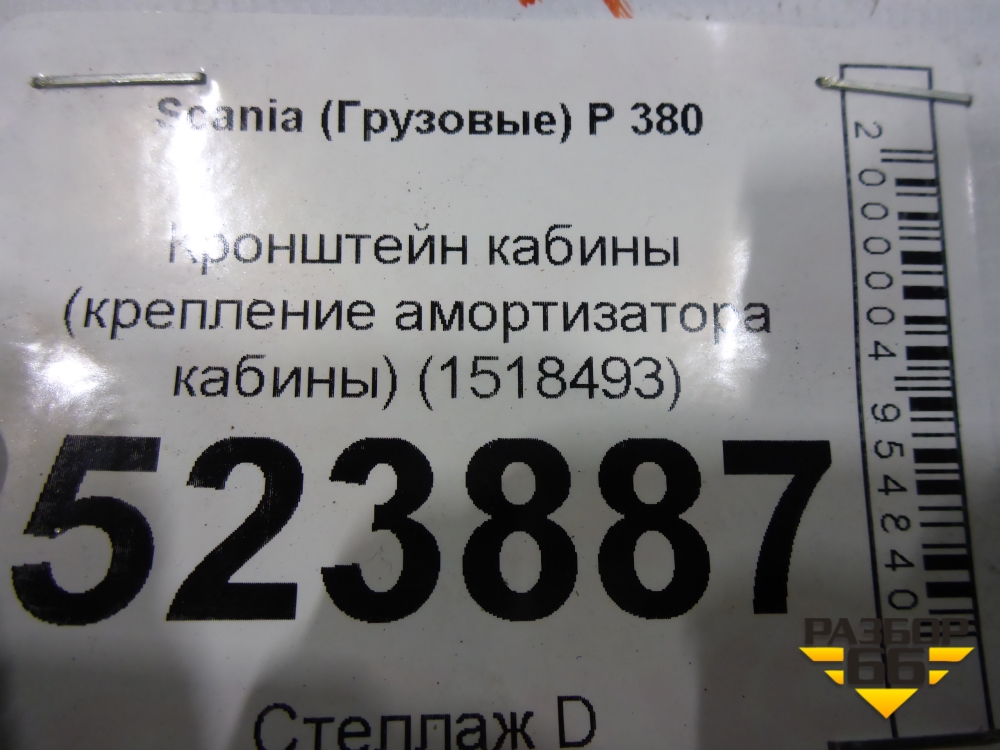 Scania (Грузовые) P 380
Кронштейн кабины
(крепление амортизатора
кабины) (1518493)
523887
Стеллаж D
2000004954840
РАЗБОР
66